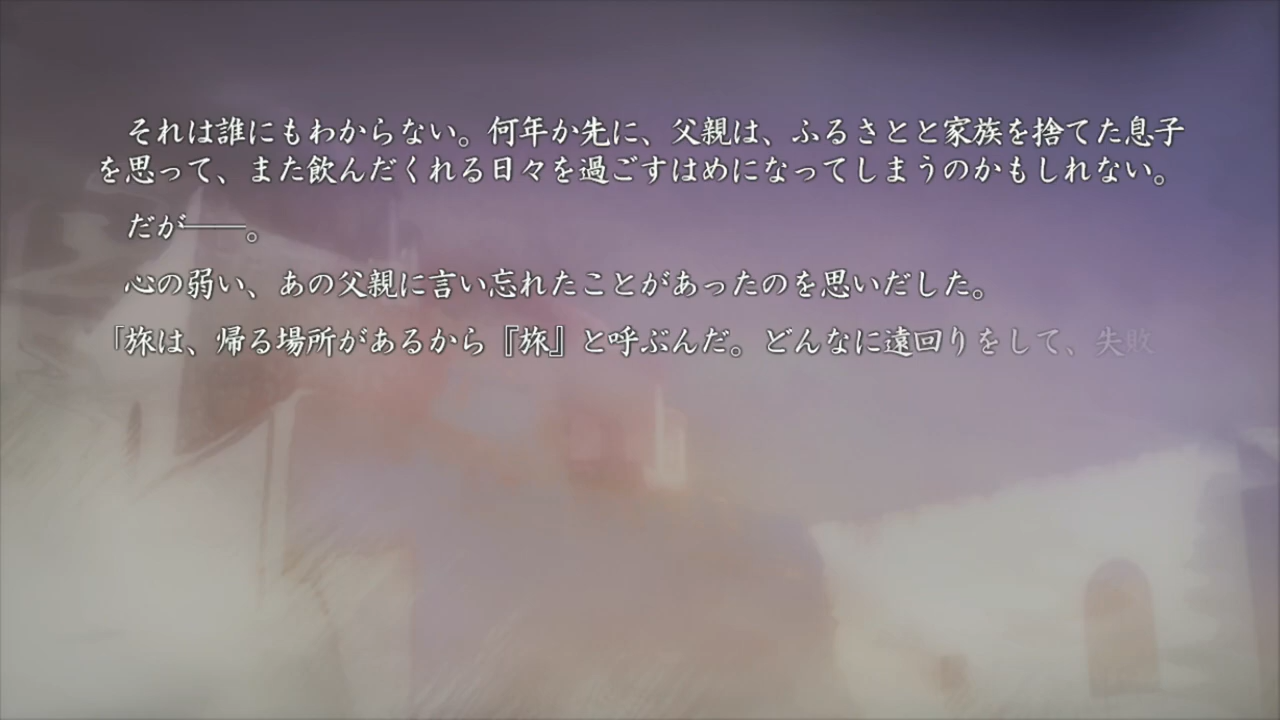 それは誰にもわからない。何年か先に、父親は、ふるさとと家族を捨てた息子
を思って、また飲んだくれる日々を過ごすはめになってしまうのかもしれない。
だが――。
心の弱い、あの父親に言い忘れたことがあったのを思いだした。
「旅は、帰る場所があるから『旅』と呼ぶんだ。どんなに遠回りをして、失敗